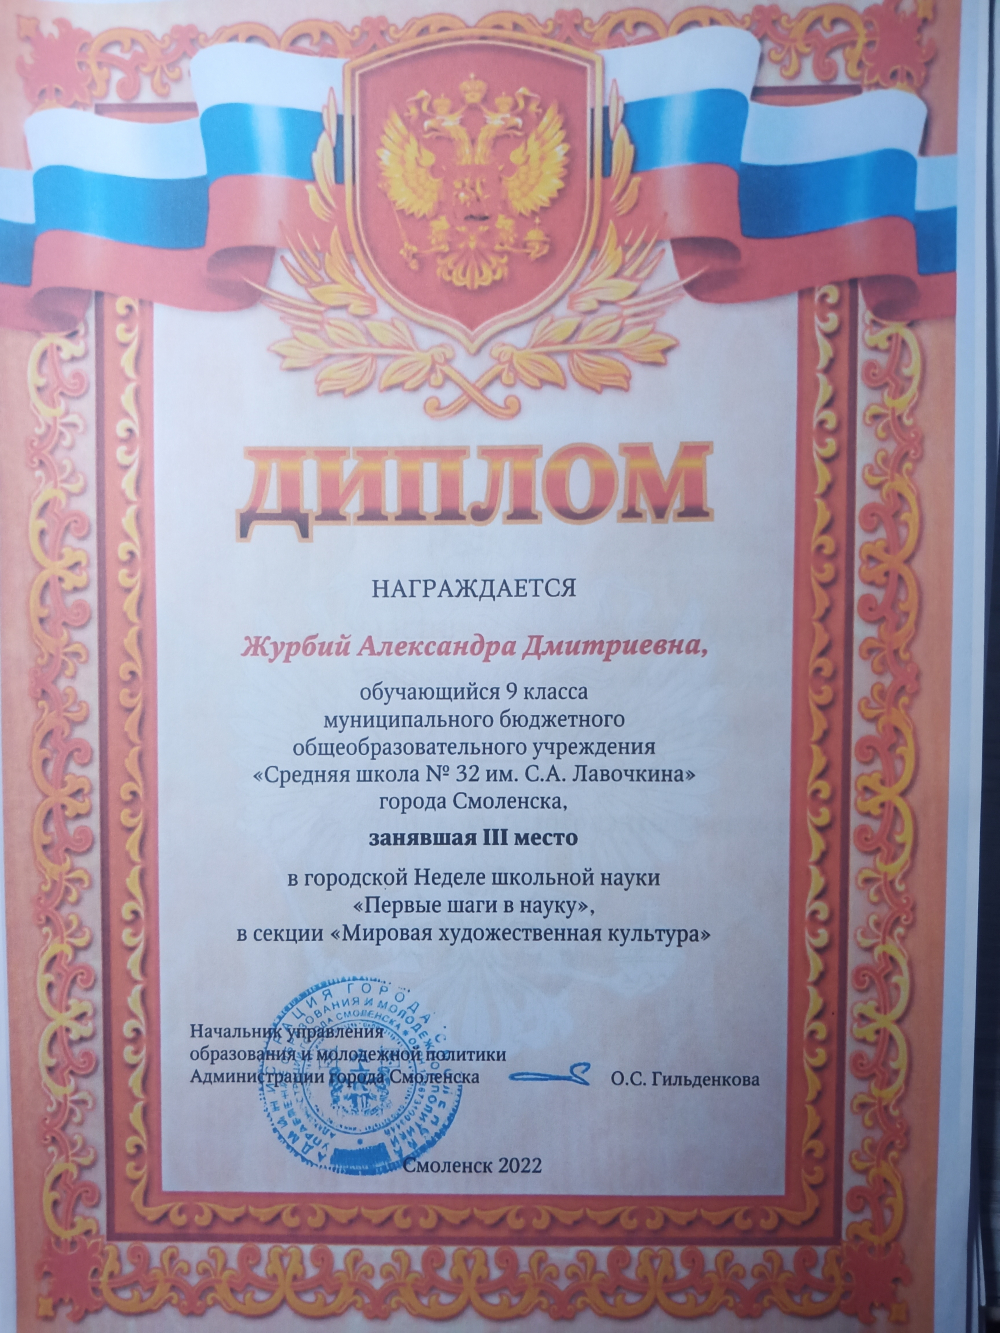 ДИПЛОМ
НАГРАЖДАЕТСЯ
Журбий Александра Дмитриевна,
обучающийся 9 класса
муниципального бюджетного
общеобразовательного учреждения
«Средняя школа № 32 им. С.А. Лавочкина»
города Смоленска,
занявшая III место
в городской Неделе школьной науки
«Первые шаги в науку»,
в секции «Мировая художественная культура»
Начальник управления
образования и молодежной политики
Администрации города Смоленска О.С. Гильденкова
Смоленск 2022